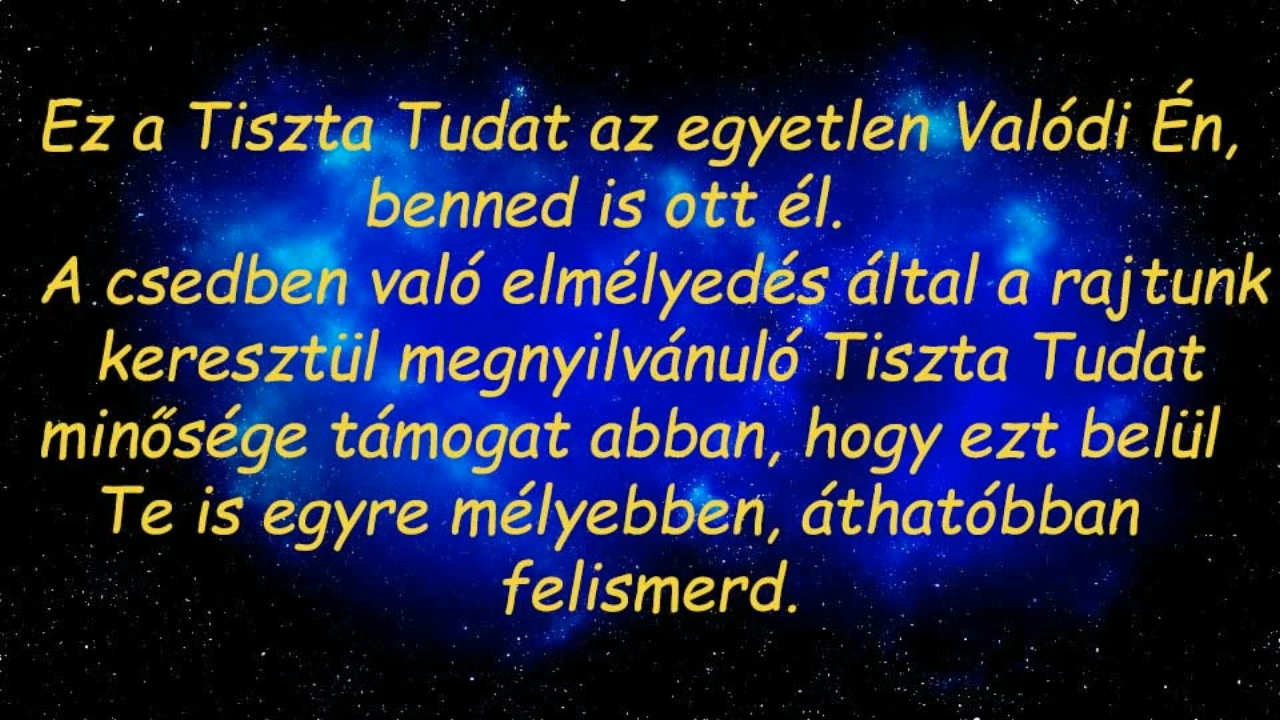 Ez a Tiszta Tudat az egyetlen Valódi Én,
benned is ott él.
A csedben való elmélyedés által a rajtunk
keresztül megnyilvánuló Tiszta Tudat
minősége támogat abban, hogy ezt belül
Te is egyre mélyebben, áthatóbban
felismerd.